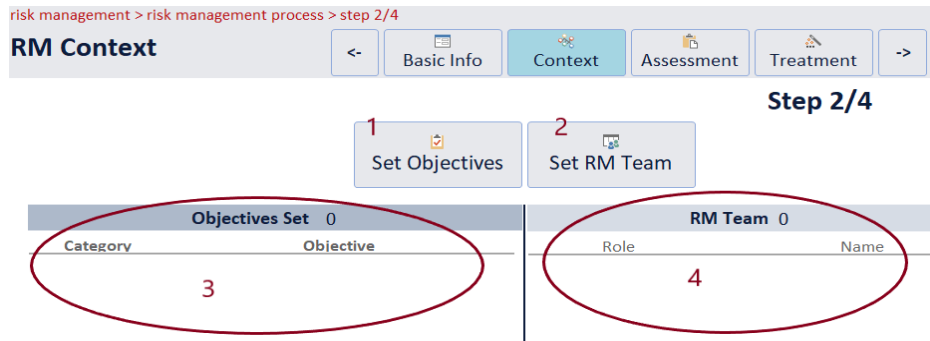 risk management > risk management process > step 2/4
RM Context <- Basic Info Context Assessment Treatment ->
Step 2/4
1 2
Set Objectives Set RM Team
Objectives Set 0 RM Team 0
Category Objective Role Name
3 4